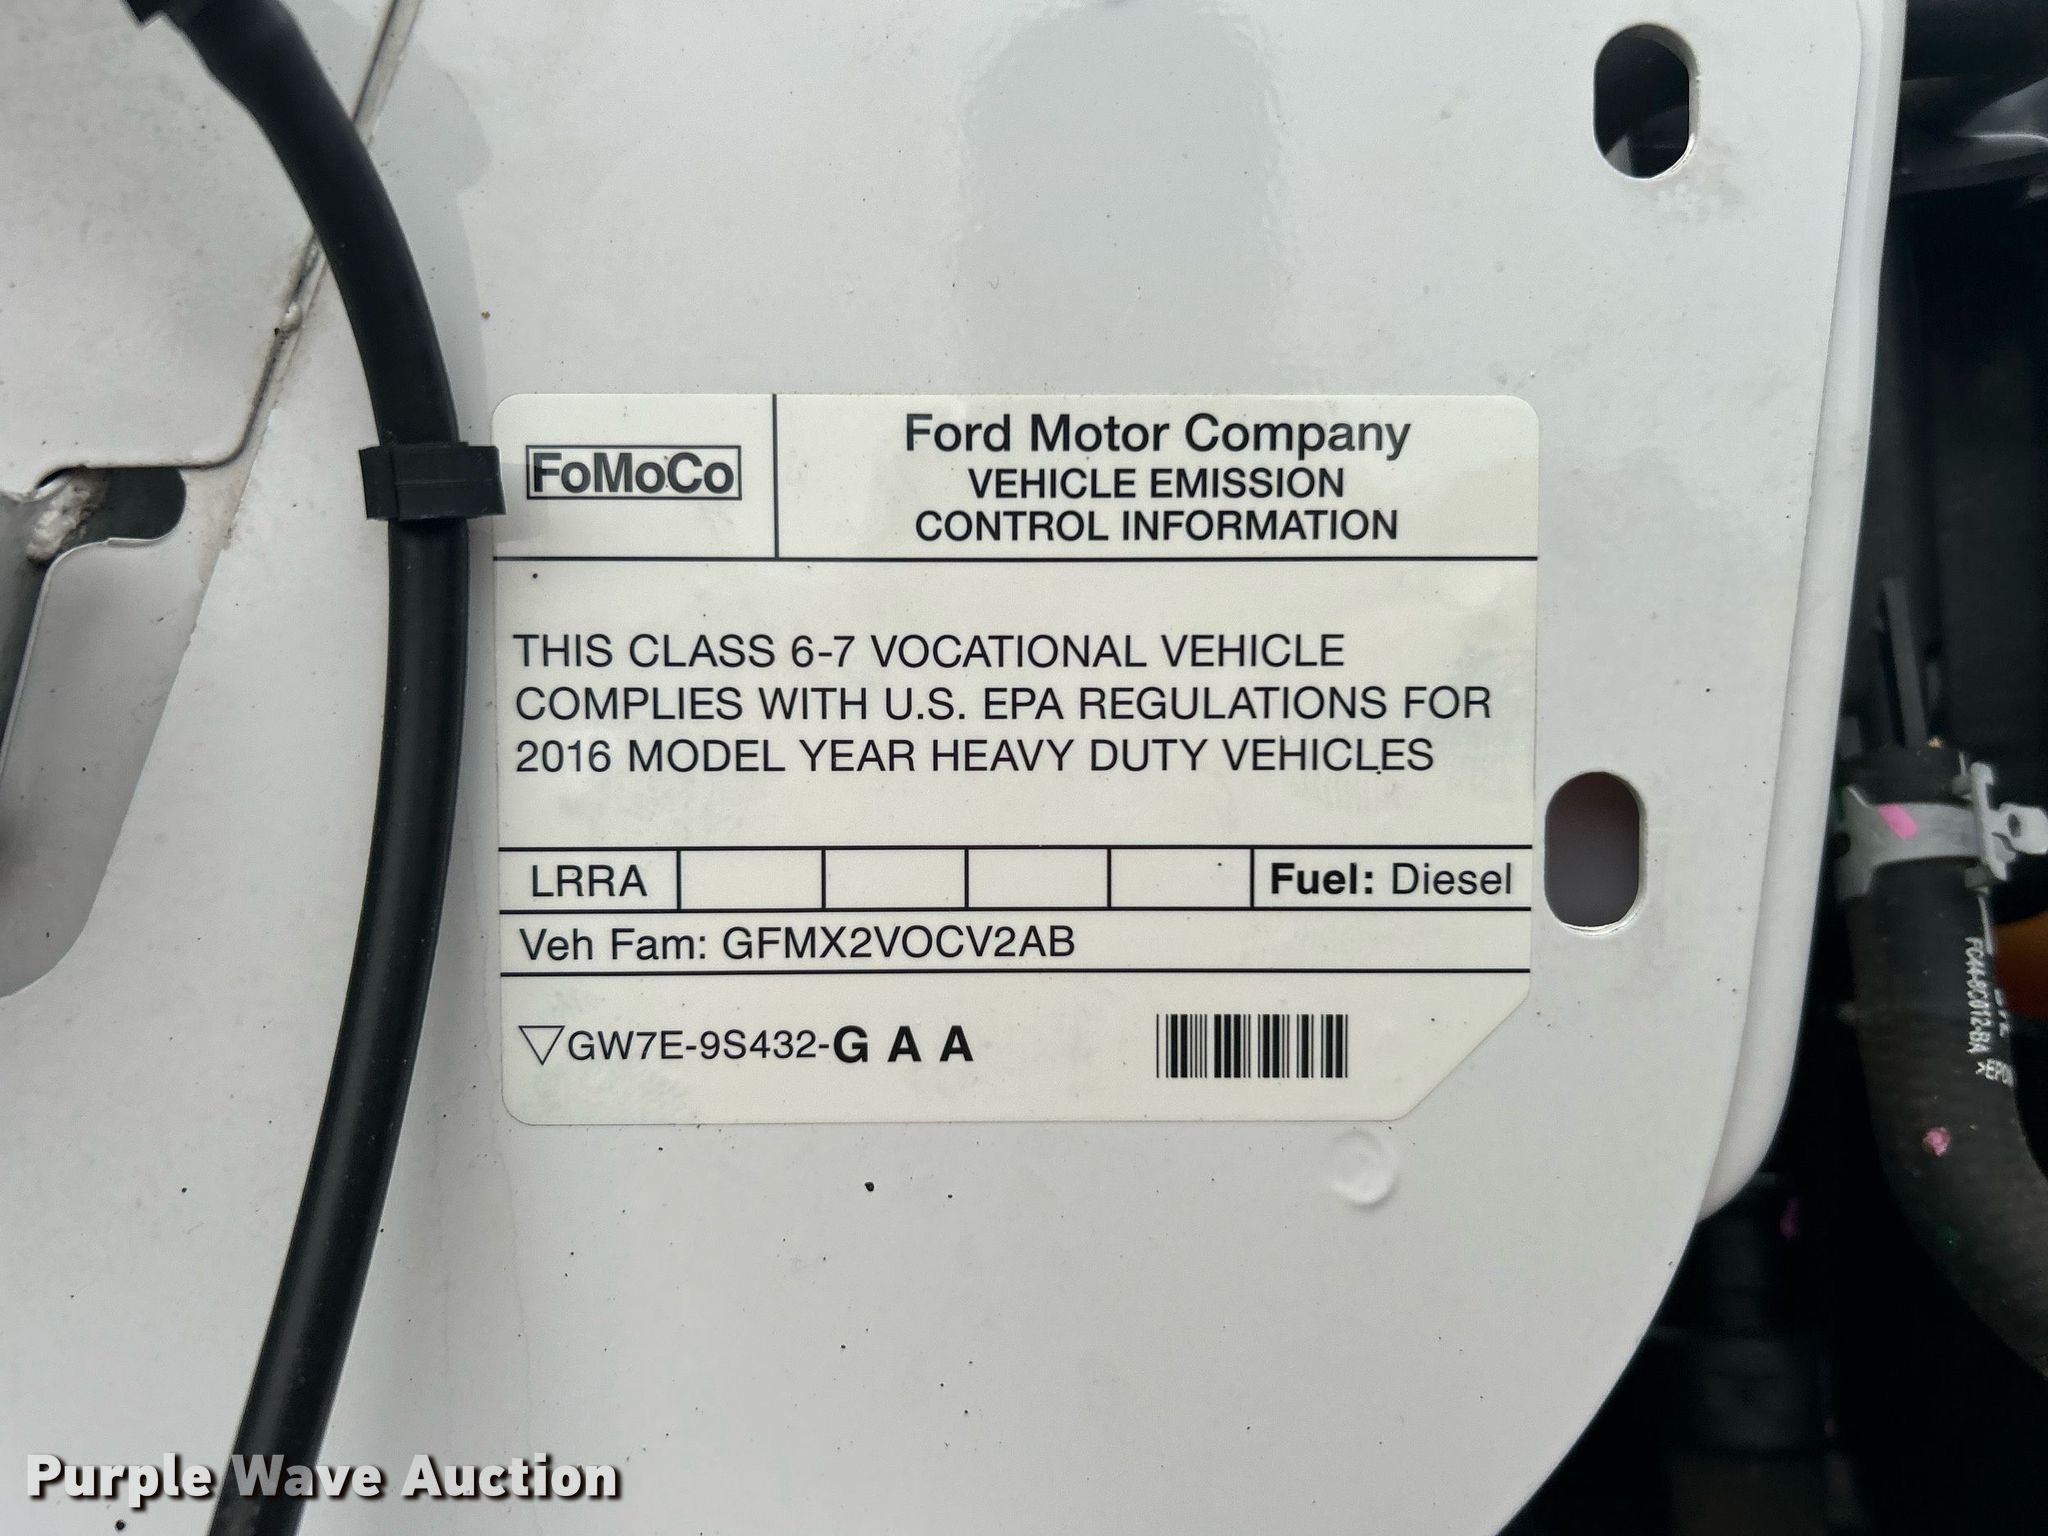 FoMoCo
Ford Motor Company
VEHICLE EMISSION
CONTROL INFORMATION
THIS CLASS 6-7 VOCATIONAL VEHICLE
COMPLIES WITH U.S. EPA REGULATIONS FOR
2016 MODEL YEAR HEAVY DUTY VEHICLES
LRRA
Fuel: Diesel
Veh Fam: GFMX2VOCV2AB
GW7E-9S432-G A A
Purple Wave Auction